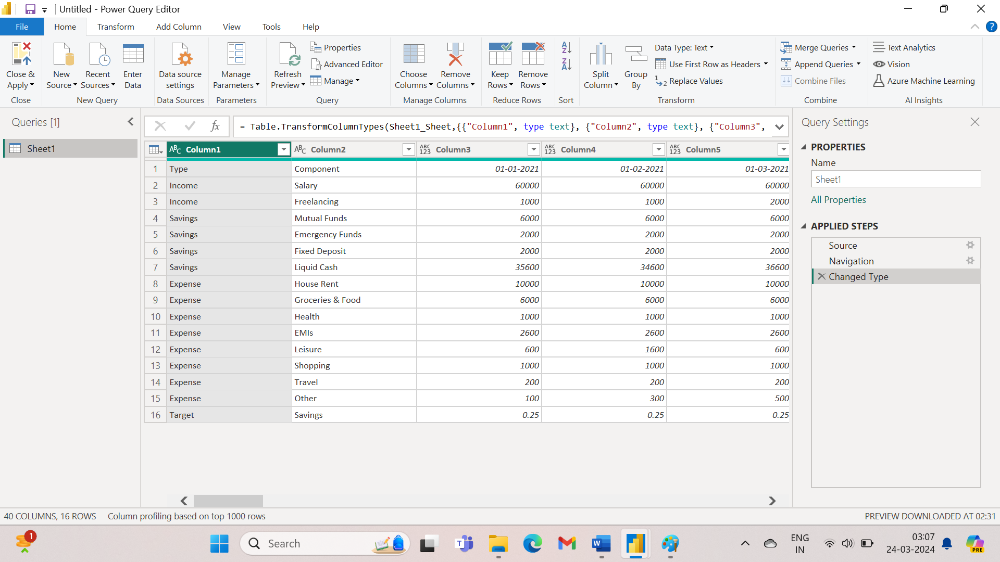 Untitled - Power Query Editor
File Home Transform Add Column View Tools Help
Close & Apply
New Source
Recent Sources
Enter Data
Data source settings
Manage Parameters
Refresh Preview
Properties
Advanced Editor
Manage
Choose Columns
Remove Columns
Keep Rows
Remove Rows
A Z
Z A
Split Column
Group By
Data Type: Text
Use First Row as Headers
1 2 Replace Values
Merge Queries
Append Queries
Combine Files
Text Analytics
Vision
Azure Machine Learning
Close New Query Data Sources Parameters Query Manage Columns Reduce Rows Sort Transform Combine AI Insights
Queries [1]
Sheet1
fx = Table.TransformColumnTypes(Sheet1_Sheet,{{"Column1", type text}, {"Column2", type text}, {"Column3",
ABC Column1 ABC Column2 ABC 123 Column3 ABC 123 Column4 ABC 123 Column5
1 Type Component 01-01-2021 01-02-2021 01-03-2021
2 Income Salary 60000 60000 60000
3 Income Freelancing 1000 1000 2000
4 Savings Mutual Funds 6000 6000 6000
5 Savings Emergency Funds 2000 2000 2000
6 Savings Fixed Deposit 2000 2000 2000
7 Savings Liquid Cash 35600 34600 36600
8 Expense House Rent 10000 10000 10000
9 Expense Groceries & Food 6000 6000 6000
10 Expense Health 1000 1000 1000
11 Expense EMIs 2600 2600 2600
12 Expense Leisure 600 1600 600
13 Expense Shopping 1000 1000 1000
14 Expense Travel 200 200 200
15 Expense Other 100 300 500
16 Target Savings 0.25 0.25 0.25
Query Settings
PROPERTIES
Name
Sheet1
All Properties
APPLIED STEPS
Source
Navigation
Changed Type
40 COLUMNS, 16 ROWS Column profiling based on top 1000 rows PREVIEW DOWNLOADED AT 02:31
1
Search
T
W
ENG
IN
03:07
24-03-2024
PRE